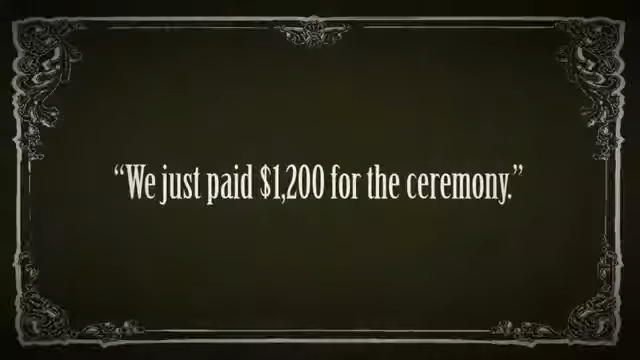 “We just paid $1,200 for the ceremony.”